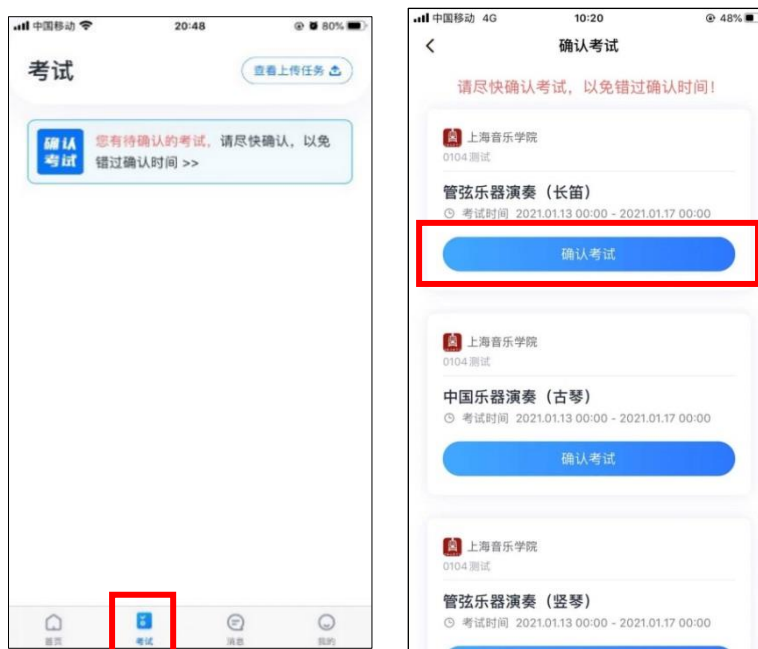 中国移动
20:48
80%
考试
查看上传任务
确认
考试
您有待确认的考试，请尽快确认，以免
错过确认时间 >>
首页
考试
消息
我的
中国移动 4G
10:20
48%
确认考试
请尽快确认考试，以免错过确认时间！
上海音乐学院
0104测试
管弦乐器演奏（长笛）
考试时间 2021.01.13 00:00 - 2021.01.17 00:00
确认考试
上海音乐学院
0104测试
中国乐器演奏（古琴）
考试时间 2021.01.13 00:00 - 2021.01.17 00:00
确认考试
上海音乐学院
0104测试
管弦乐器演奏（竖琴）
考试时间 2021.01.13 00:00 - 2021.01.17 00:00